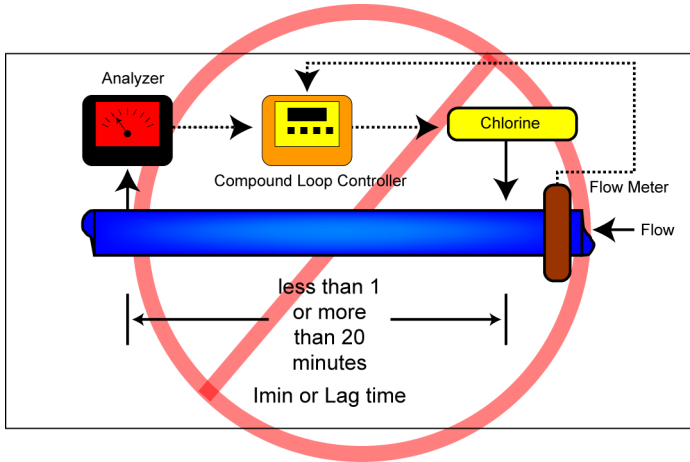 Analyzer
Chlorine
Compound Loop Controller
Flow Meter
Flow
less than 1
or more
than 20
minutes
Imin or Lag time